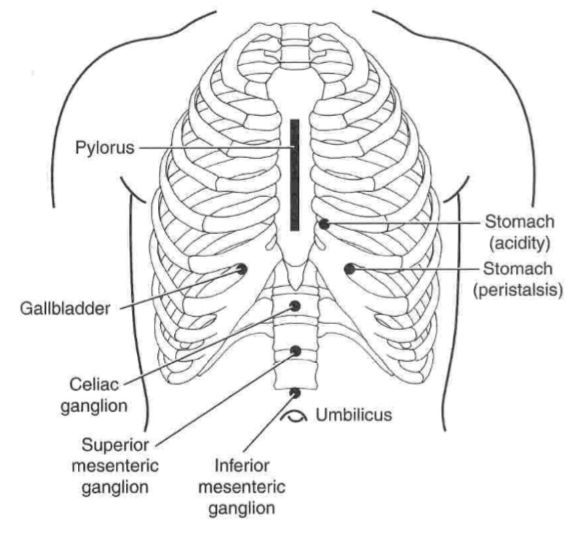 Pylorus
Stomach
(acidity)
Stomach
(peristalsis)
Gallbladder
Celiac
ganglion
Umbilicus
Superior
mesenteric
ganglion
Inferior
mesenteric
ganglion